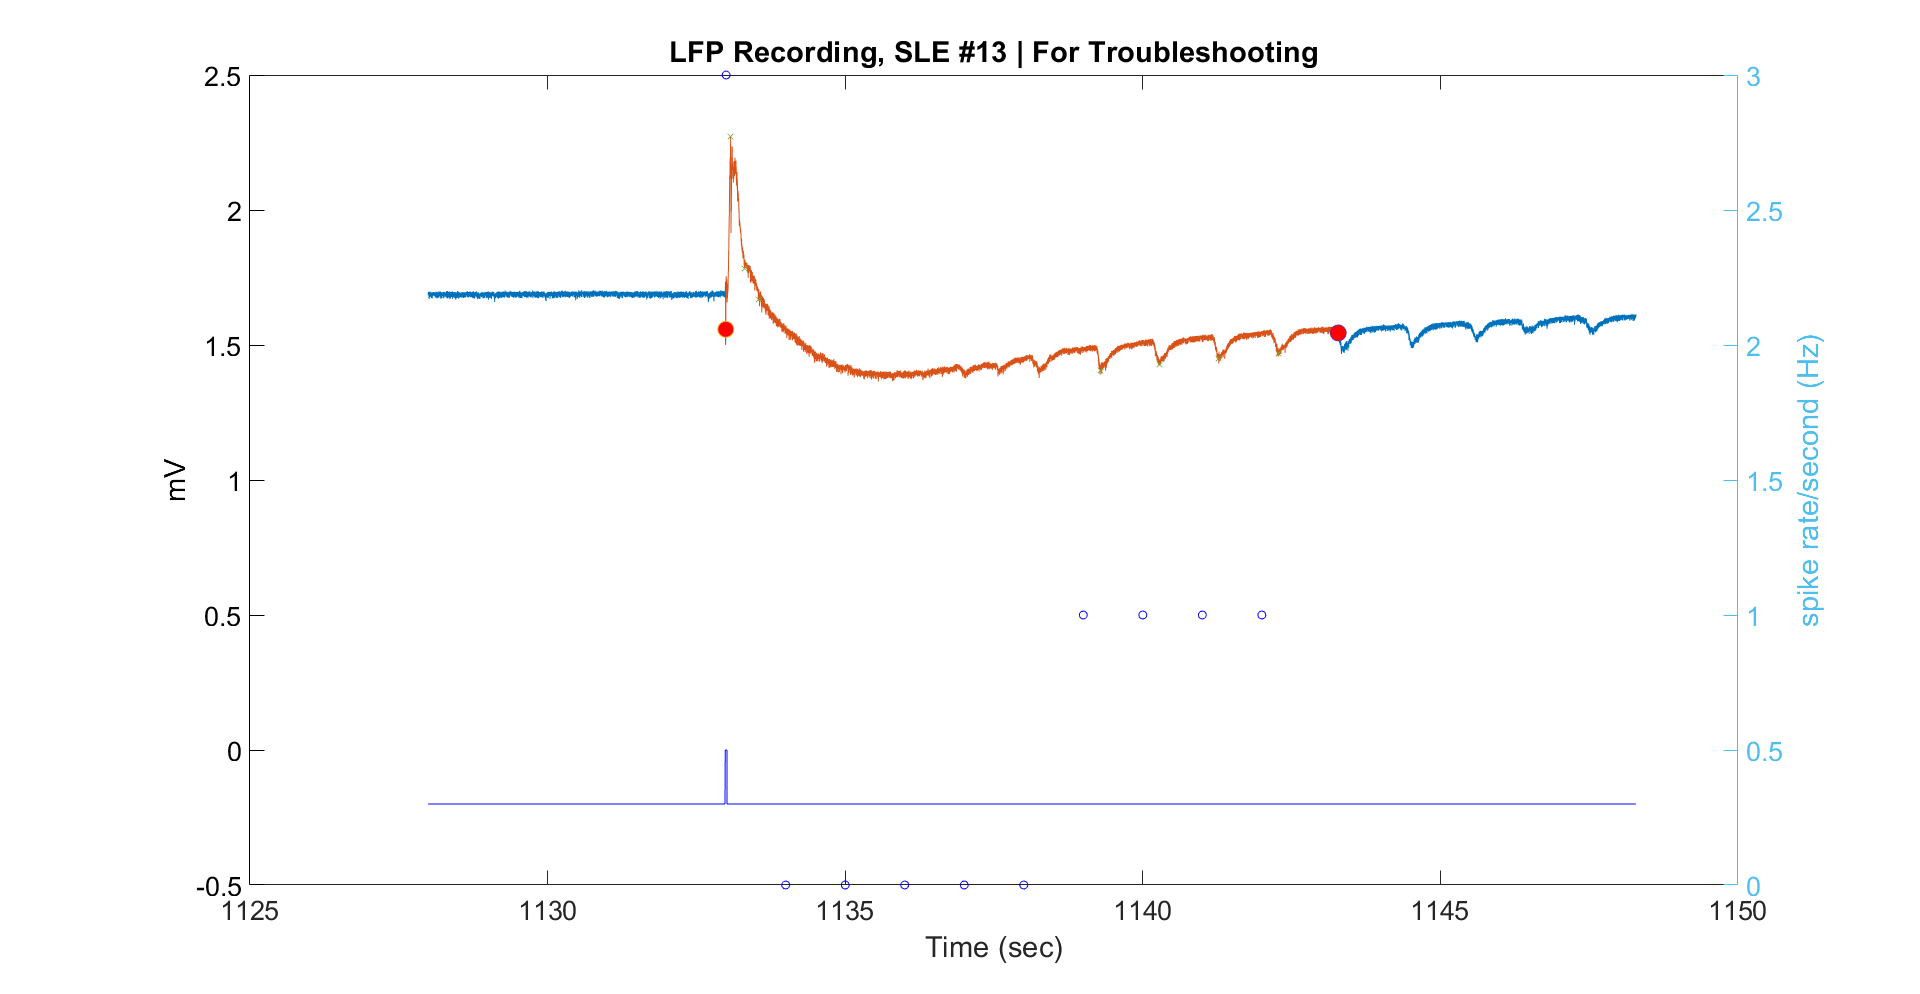 LFP Recording, SLE #13 | For Troubleshooting
2.5
2
1.5
1
0.5
0
-0.5
mV
3
2.5
2
1.5
1
0.5
0
spike rate/second (Hz)
1125 1130 1135 1140 1145 1150
Time (sec)